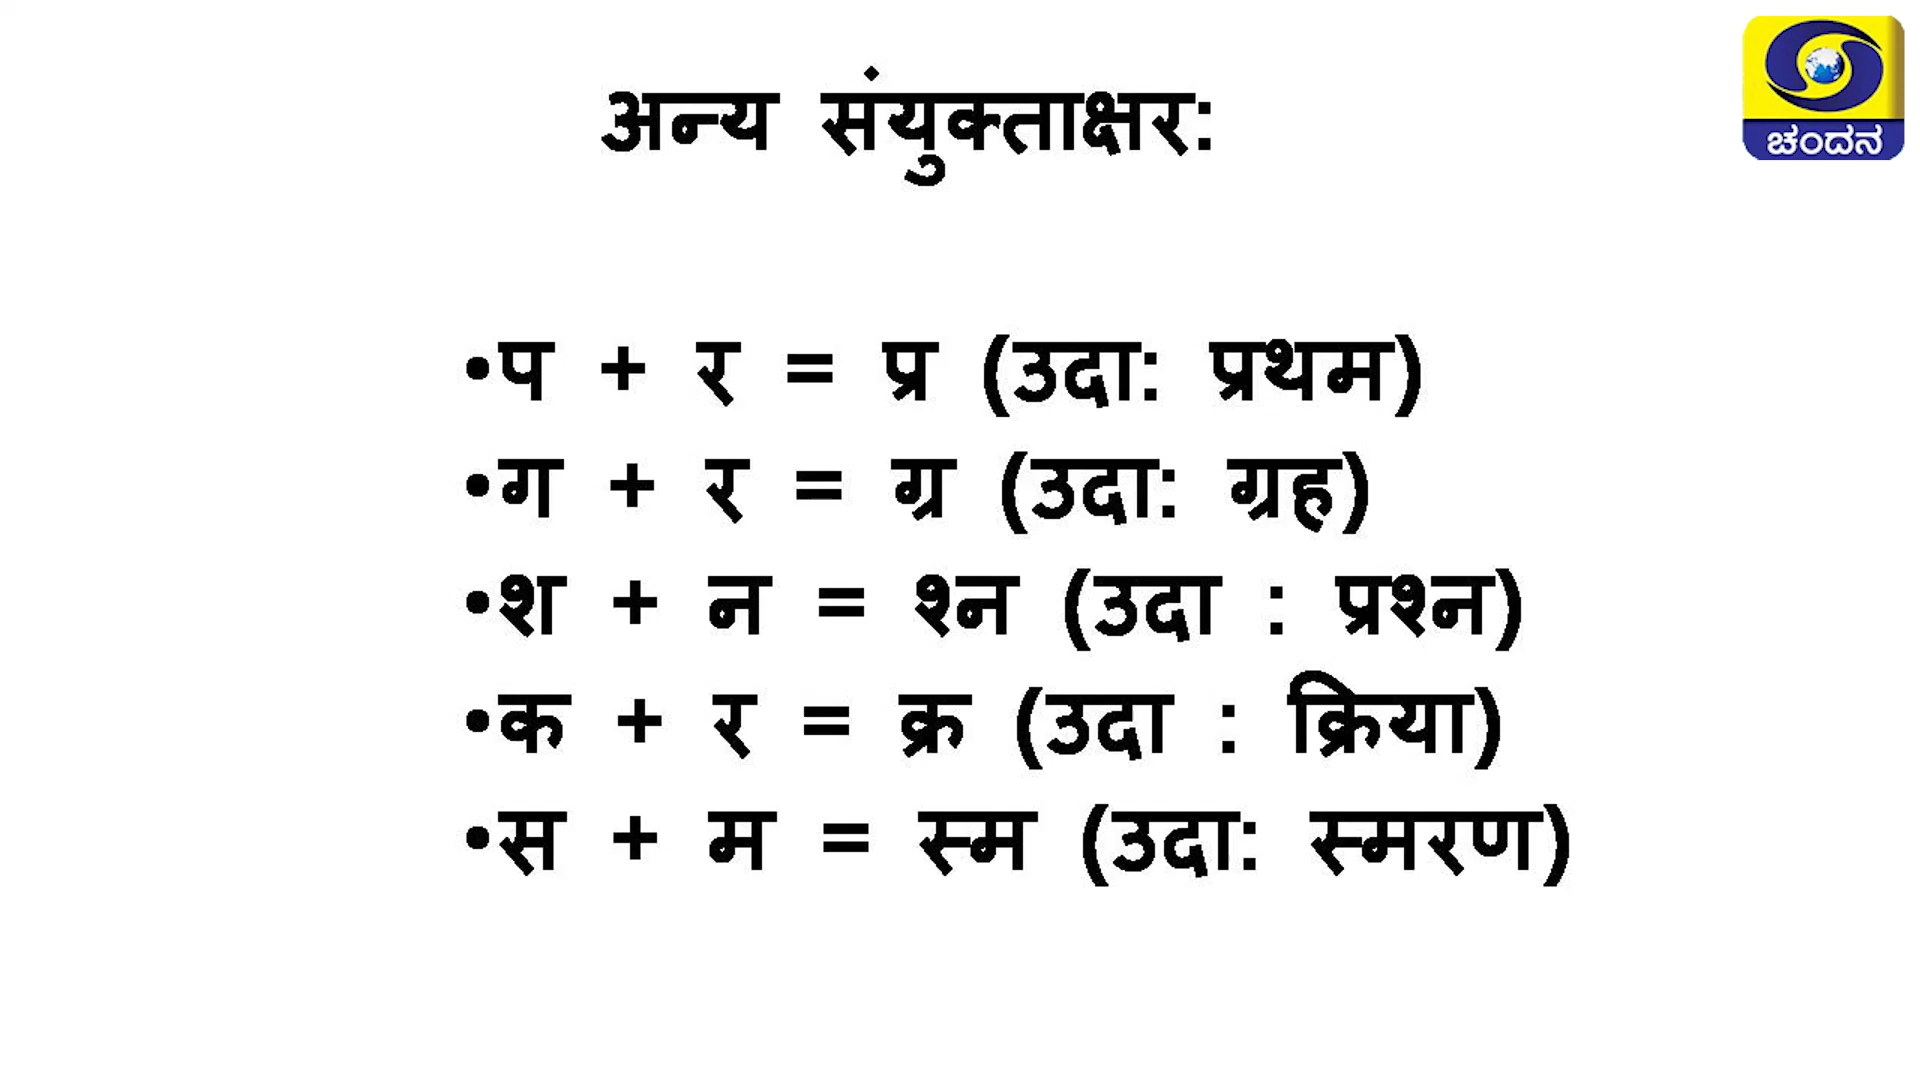 अन्य संयुक्ताक्षर:
ಚಂದನ
•प + र = प्र (उदा: प्रथम)
•ग + र = ग्र (उदा: ग्रह)
•श + न = श्न (उदा : प्रश्न)
•क + र = क्र (उदा : क्रिया)
•स + म = स्म (उदा: स्मरण)